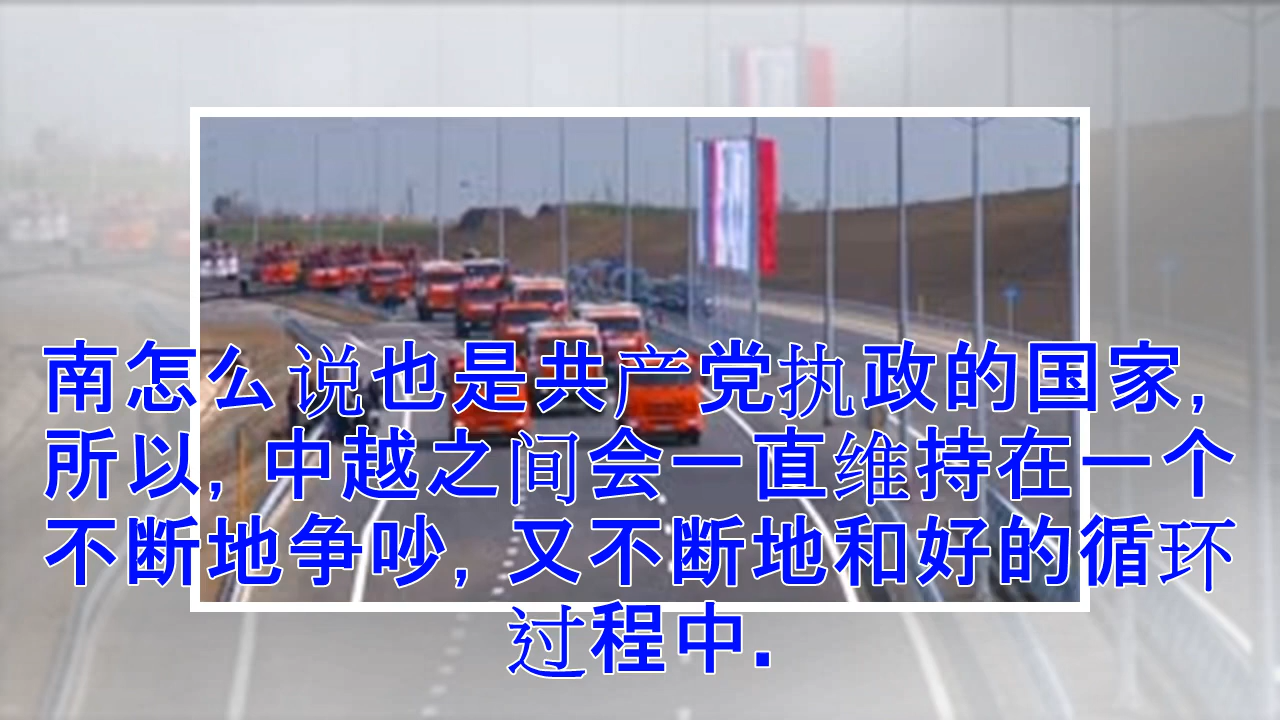 南怎么说也是共产党执政的国家,
所以, 中越之间会一直维持在一个
不断地争吵, 又不断地和好的循环
过程中.